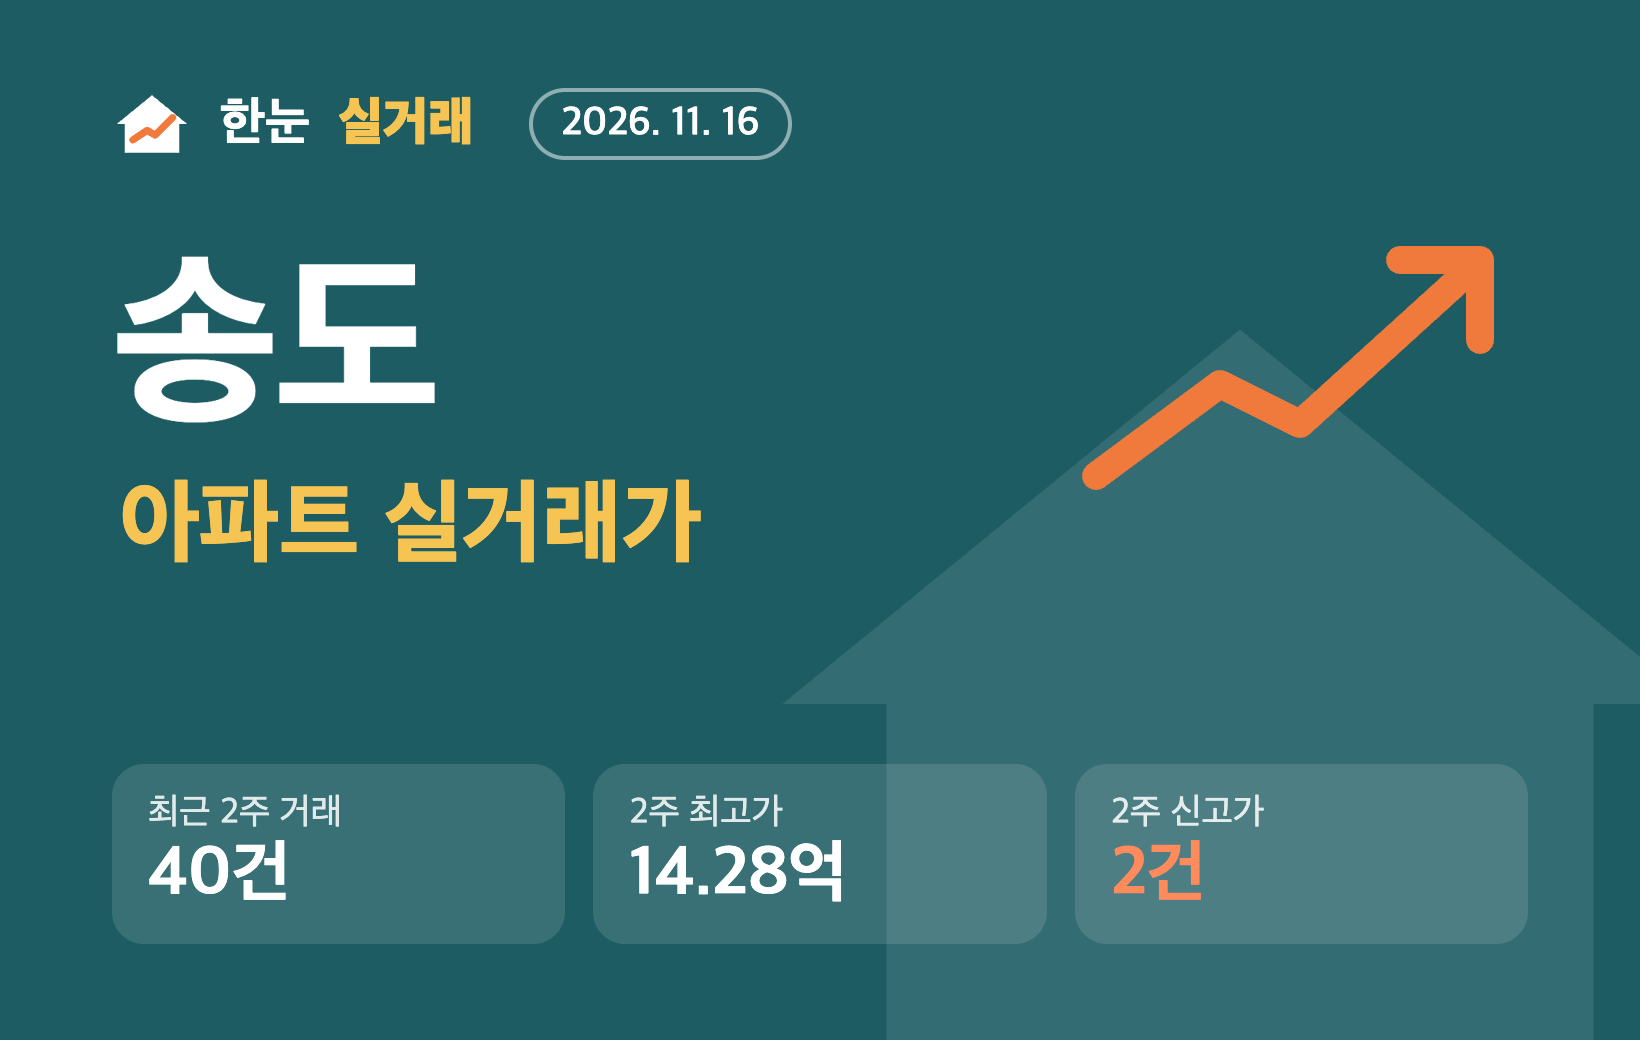 한눈 실거래 2026. 11. 16
송도
아파트 실거래가
최근 2주 거래
40건
2주 최고가
14.28억
2주 신고가
2건